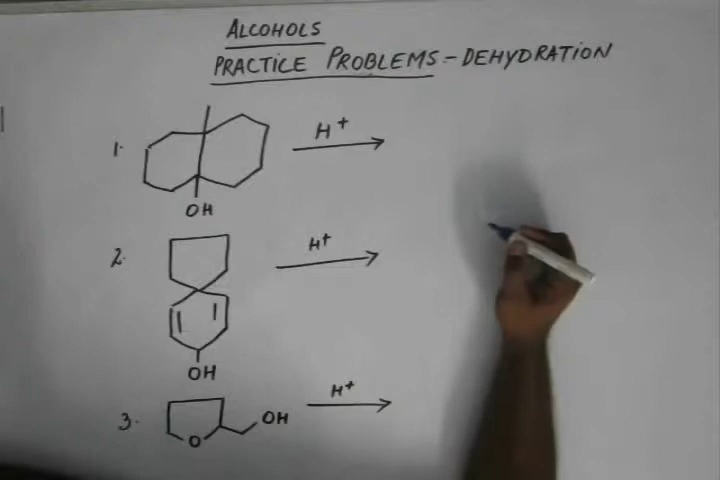 ALCOHOLS
PRACTICE PROBLEMS - DEHYDRATION
1. H+
OH
2. H+
OH
3. O OH H+